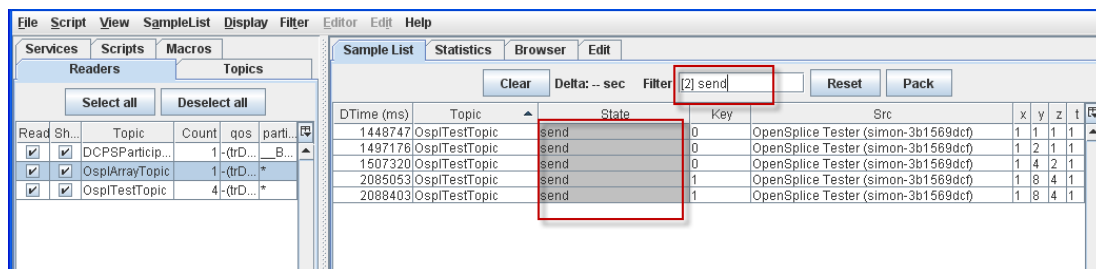 File Script View SampleList Display Filter Editor Edit Help
Services Scripts Macros
Readers Topics
Select all Deselect all
Read Sh... Topic Count qos parti...
DCPSParticip... 1 -(trD... __B...
OsplArrayTopic 1 -(trD... *
OsplTestTopic 4 -(trD... *
Sample List Statistics Browser Edit
Clear Delta: -- sec Filter [2] send Reset Pack
DTime (ms) Topic State Key Src x y z t
1448747 OsplTestTopic send 0 OpenSplice Tester (simon-3b1569dcf) 1 1 1 1
1497176 OsplTestTopic send 0 OpenSplice Tester (simon-3b1569dcf) 1 2 1 1
1507320 OsplTestTopic send 0 OpenSplice Tester (simon-3b1569dcf) 1 4 2 1
2085053 OsplTestTopic send 1 OpenSplice Tester (simon-3b1569dcf) 1 8 4 1
2088403 OsplTestTopic send 1 OpenSplice Tester (simon-3b1569dcf) 1 8 4 1